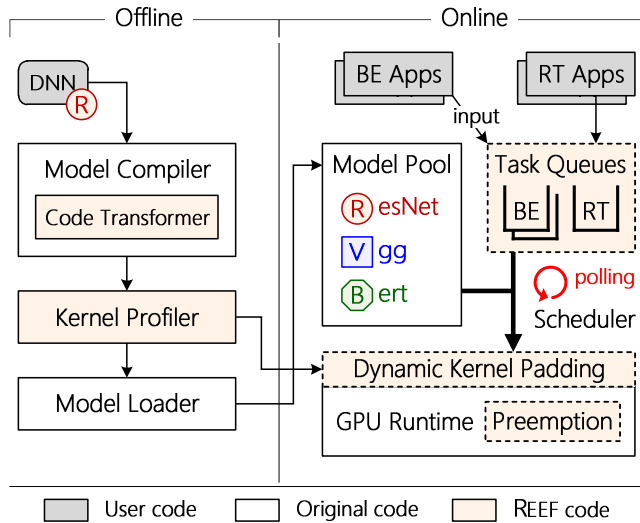 Offline
Online
DNN
R
BE Apps
RT Apps
input
Model Compiler
Code Transformer
Model Pool
R esNet
V gg
B ert
Task Queues
BE
RT
polling
Scheduler
Kernel Profiler
Dynamic Kernel Padding
Model Loader
GPU Runtime
Preemption
User code
Original code
REEF code